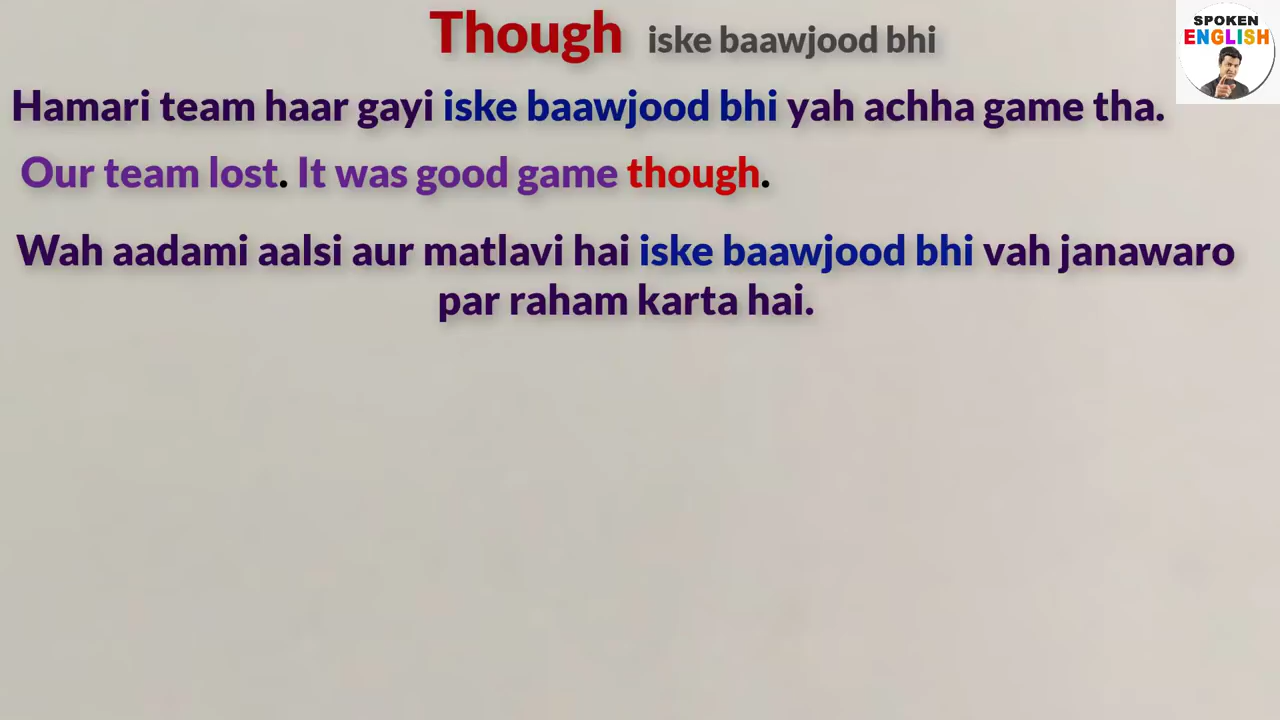 Though iske baawjood bhi
SPOKEN
ENGLISH
Hamari team haar gayi iske baawjood bhi yah achha game tha.
Our team lost. It was good game though.
Wah aadami aalsi aur matlavi hai iske baawjood bhi vah janawaro
par raham karta hai.